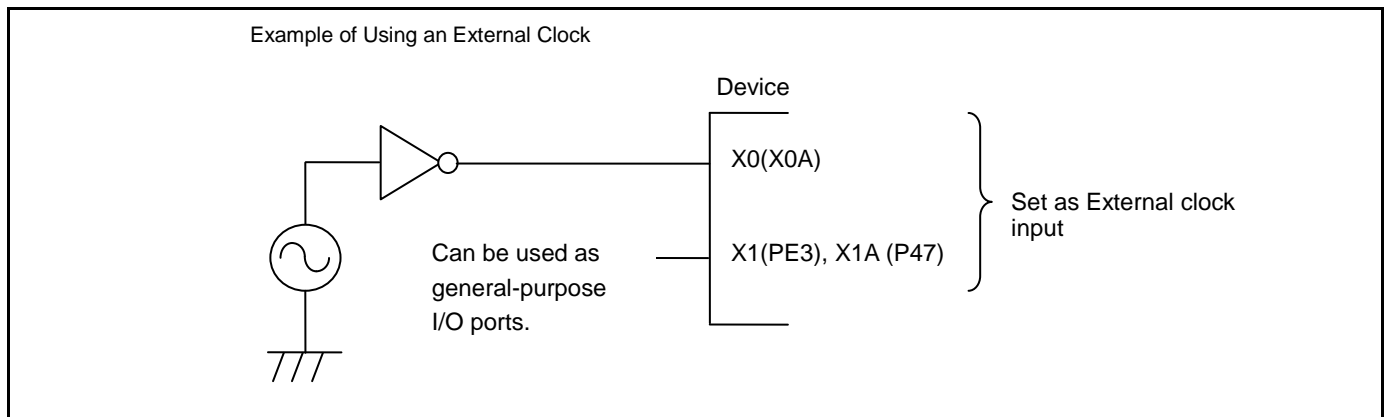 Example of Using an External Clock
Device
X0(X0A)
Can be used as
general-purpose
I/O ports.
X1(PE3), X1A (P47)
Set as External clock
input